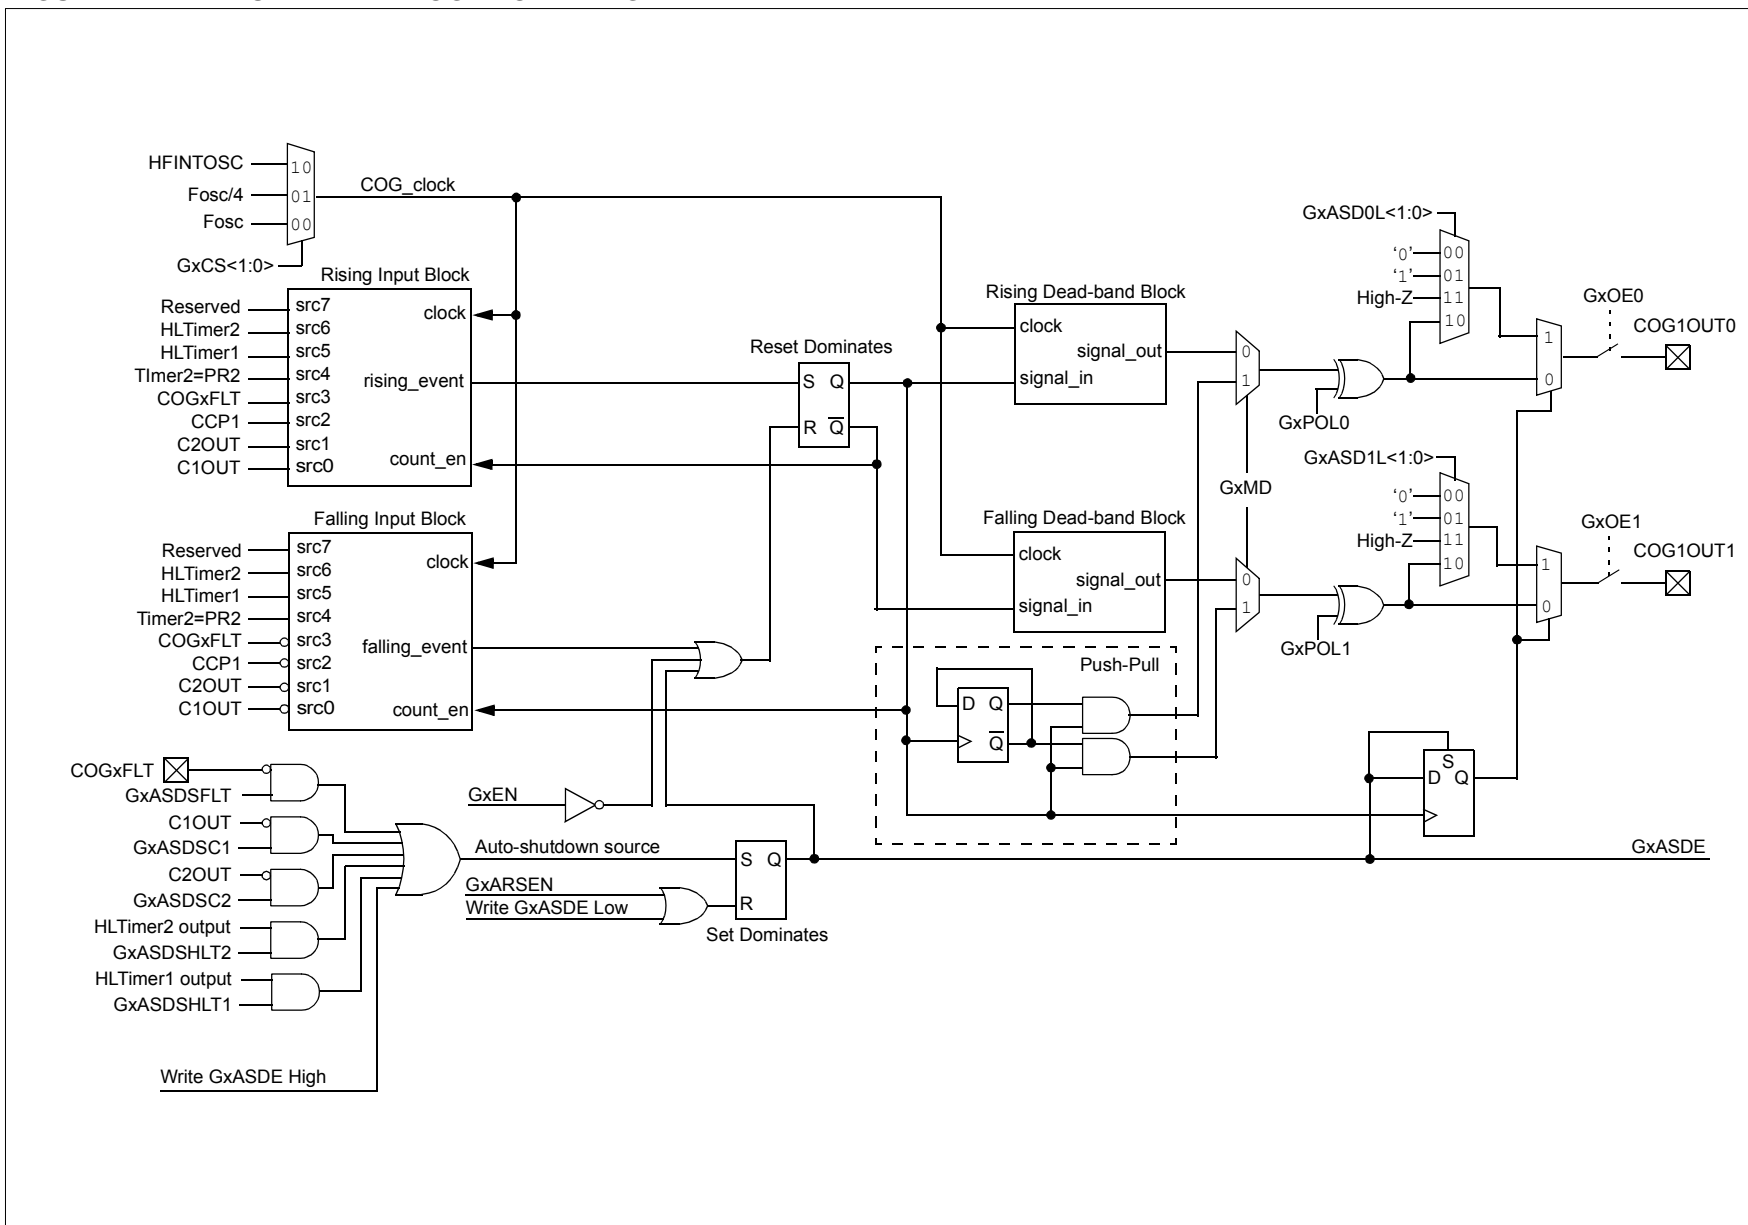 HFINTOSC
10
Fosc/4
01
Fosc
00
COG_clock
GxCS<1:0>
Rising Input Block
Reserved
src7
HLTimer2
src6
HLTimer1
src5
TImer2=PR2
src4
COGxFLT
src3
CCP1
src2
C2OUT
src1
C1OUT
src0
clock
rising_event
count_en
Falling Input Block
Reserved
src7
HLTimer2
src6
HLTimer1
src5
Timer2=PR2
src4
COGxFLT
src3
CCP1
src2
C2OUT
src1
C1OUT
src0
clock
falling_event
count_en
Reset Dominates
S Q
R Q
Rising Dead-band Block
clock
signal_out
signal_in
Falling Dead-band Block
clock
signal_out
signal_in
0
1
GxMD
0
1
GxPOL0
GxPOL1
GxASD0L<1:0>
‘0’
00
‘1’
01
High-Z
11
10
1
0
GxOE0
COG1OUT0
GxASD1L<1:0>
‘0’
00
‘1’
01
High-Z
11
10
1
0
GxOE1
COG1OUT1
Push-Pull
D Q
Q
S
D Q
COGxFLT
GxASDSFLT
C1OUT
GxASDSC1
C2OUT
GxASDSC2
HLTimer2 output
GxASDSHLT2
HLTimer1 output
GxASDSHLT1
Write GxASDE High
GxEN
Auto-shutdown source
GxARSEN
Write GxASDE Low
S Q
R
Set Dominates
GxASDE